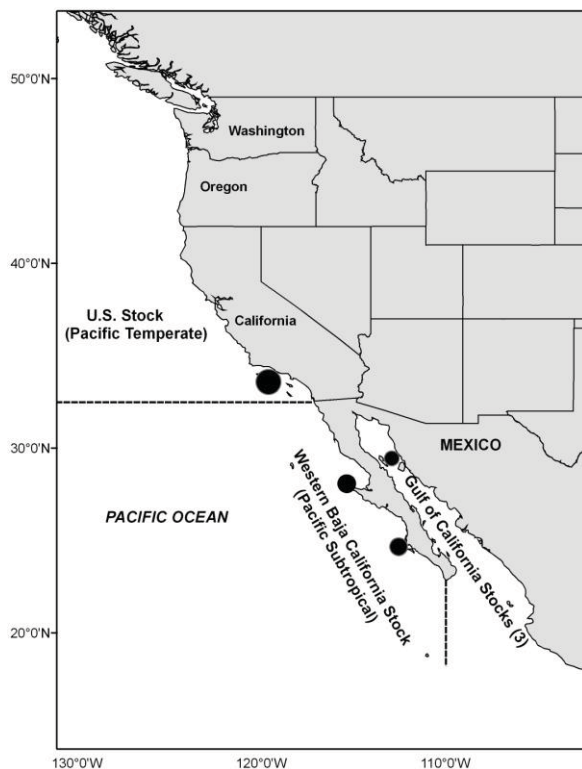 50°0'N
Washington
Oregon
40°0'N
U.S. Stock
(Pacific Temperate)
California
30°0'N
MEXICO
Western Baja California Stock
(Pacific Subtropical)
Gulf of California Stocks (3)
PACIFIC OCEAN
20°0'N
130°0'W
120°0'W
110°0'W